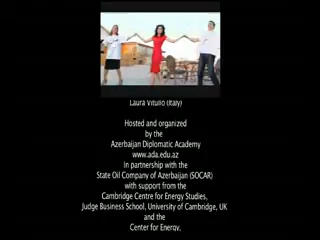 Laura Vitullo (Italy)
Hosted and organized
by the
Azerbaijan Diplomatic Academy
www.ada.edu.az
In partnership with the
State Oil Company of Azerbaijan (SOCAR)
with support from the
Cambridge Centre for Energy Studies,
Judge Business School, University of Cambridge, UK
and the
Center for Energy,